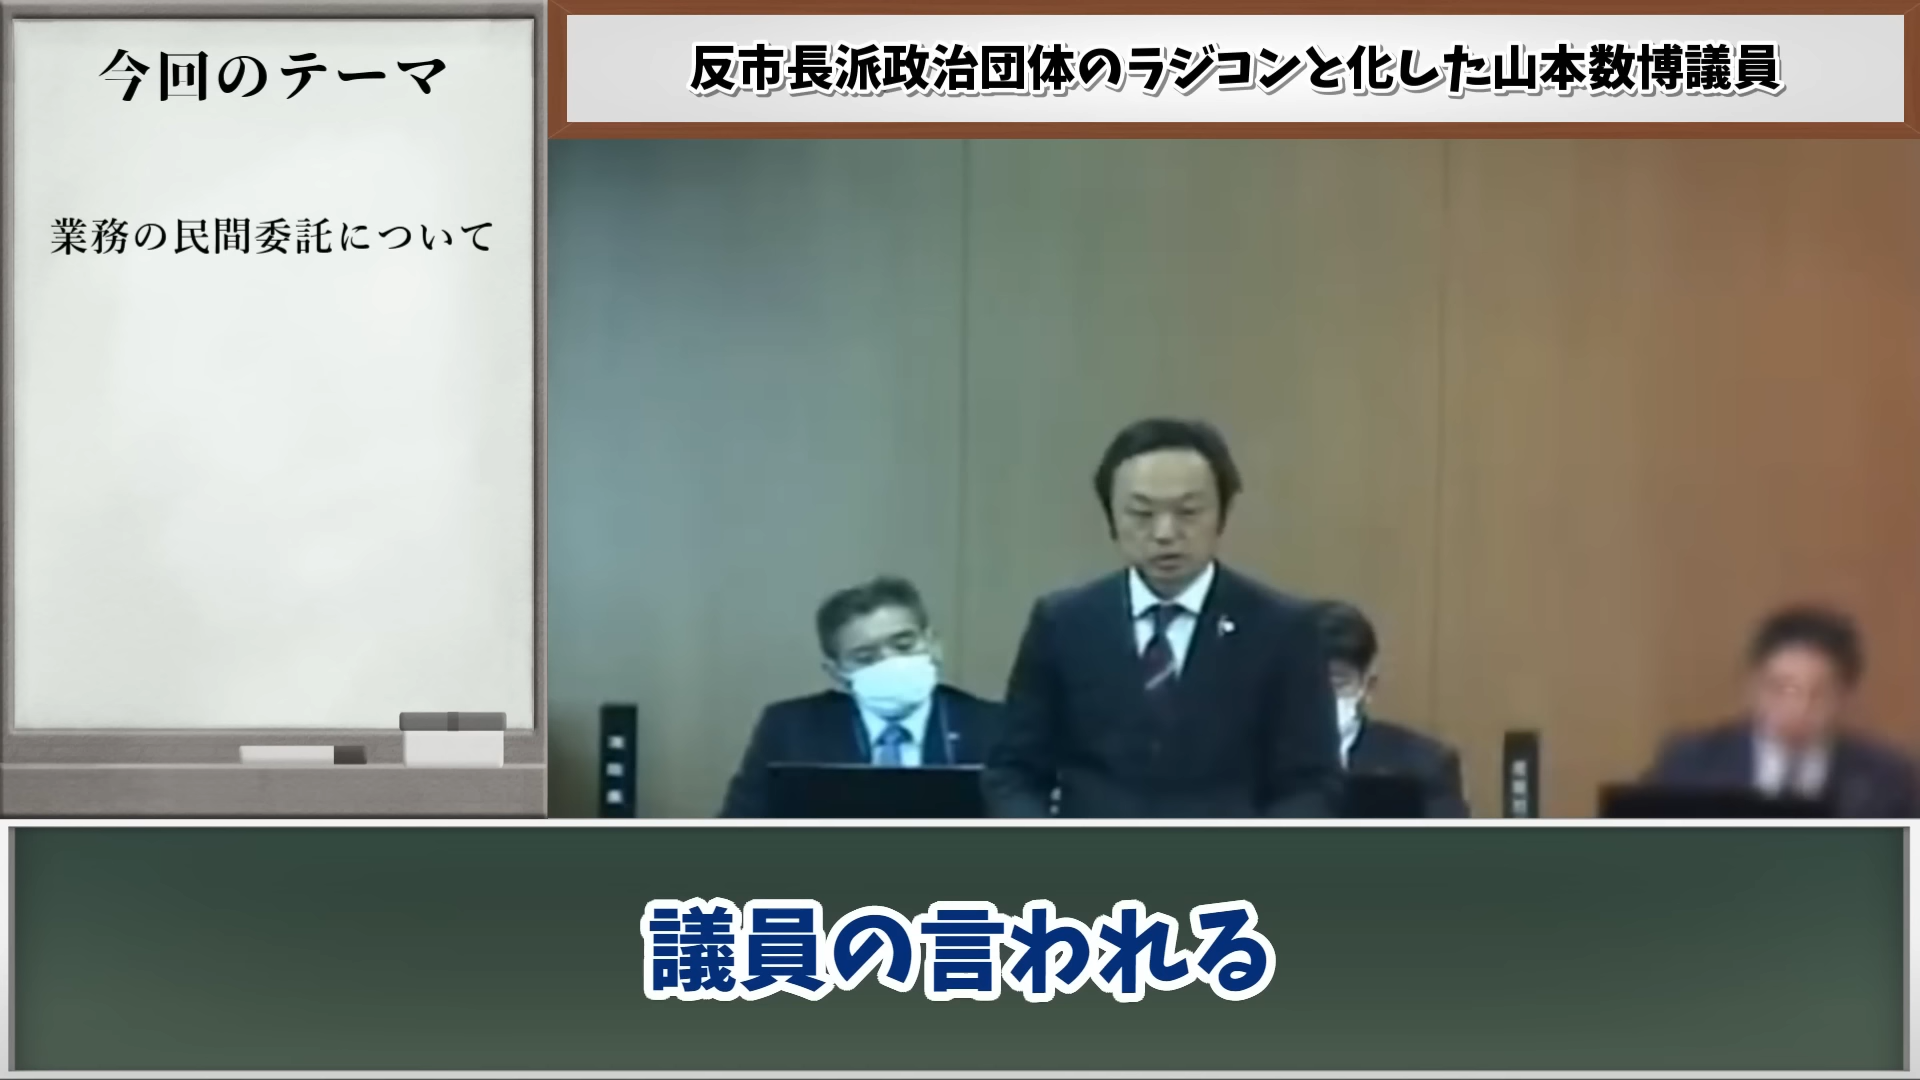 今回のテーマ
業務の民間委託について
反市長派政治団体のラジコンと化した山本数博議員
議員の言われる